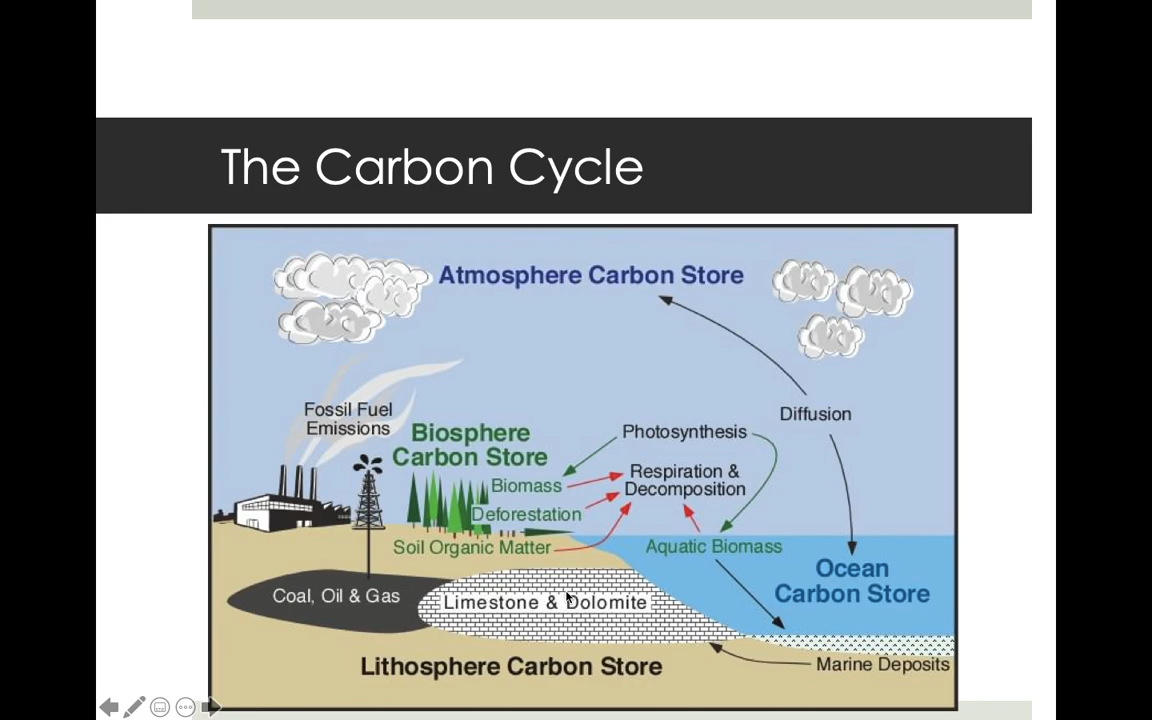 The Carbon Cycle
Atmosphere Carbon Store
Fossil Fuel
Emissions
Diffusion
Biosphere
Carbon Store
Photosynthesis
Respiration &
Decomposition
Biomass
Deforestation
Soil Organic Matter
Aquatic Biomass
Ocean
Carbon Store
Coal, Oil & Gas
Limestone & Dolomite
Lithosphere Carbon Store
Marine Deposits